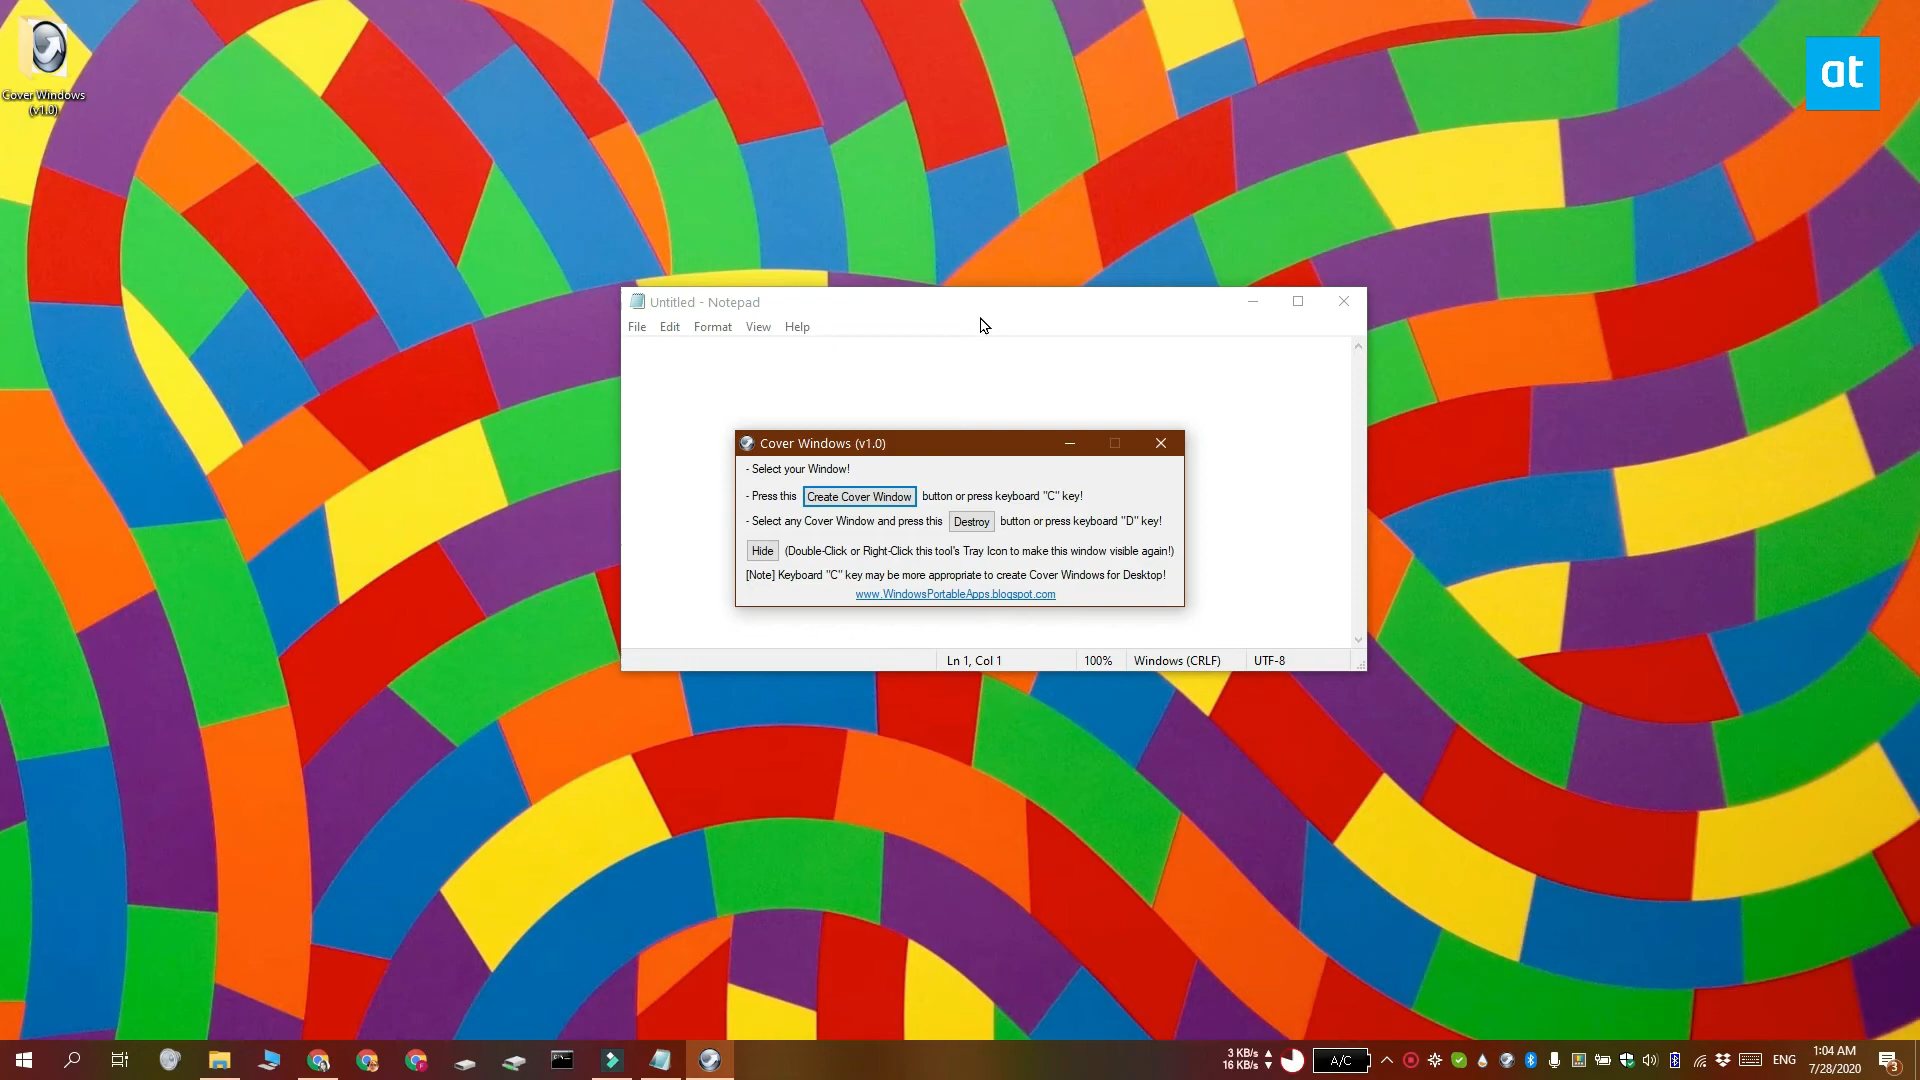 Cover Windows
(v1.0)
at
Untitled - Notepad
File Edit Format View Help
Cover Windows (v1.0)
- Select your Window!
- Press this Create Cover Window button or press keyboard "C" key!
- Select any Cover Window and press this Destroy button or press keyboard "D" key!
Hide (Double-Click or Right-Click this tool's Tray Icon to make this window visible again!)
[Note] Keyboard "C" key may be more appropriate to create Cover Windows for Desktop!
www.WindowsPortableApps.blogspot.com
Ln 1, Col 1 100% Windows (CRLF) UTF-8
3 KB/s
16 KB/s
A/C
ENG
1:04 AM
7/28/2020
3